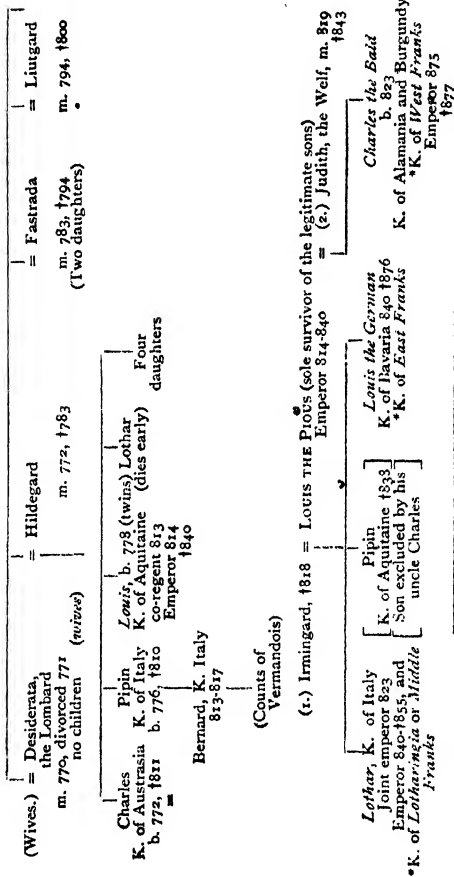 (Wives.) = Desiderata, the Lombard
m. 770, divorced 771
no children
(wives)
= Hildegard
m. 772, †783
= Fastrada
m. 783, †794
(Two daughters)
= Liutgard
m. 794, †800
Charles
K. of Austrasia
b. 772, †811
Pipin
K. of Italy
b. 776, †810
Louis b. 778 (twins) Lothar
K. of Aquitaine (dies early)
co-regent 813
Emperor 814
†840
Four
daughters
Bernard, K. Italy
813-817
(Counts of
Vermandois)
(1.) Irmingard, †818 = LOUIS THE PIOUS (sole survivor of the legitimate sons)
Emperor 814-840
= (2.) Judith, the Welf, m. 819
†843
Lothar, K. of Italy
Joint emperor 823
Emperor 840-†855, and
*K. of Lotharingia or Middle
Franks
Pipin
K. of Aquitaine †838
Son excluded by his
uncle Charles
Louis the German
K. of Bavaria 840 †876
*K. of East Franks
Charles the Bald
b. 823
K. of Alamania and Burgundy
*K. of West Franks
Emperor 875
†877